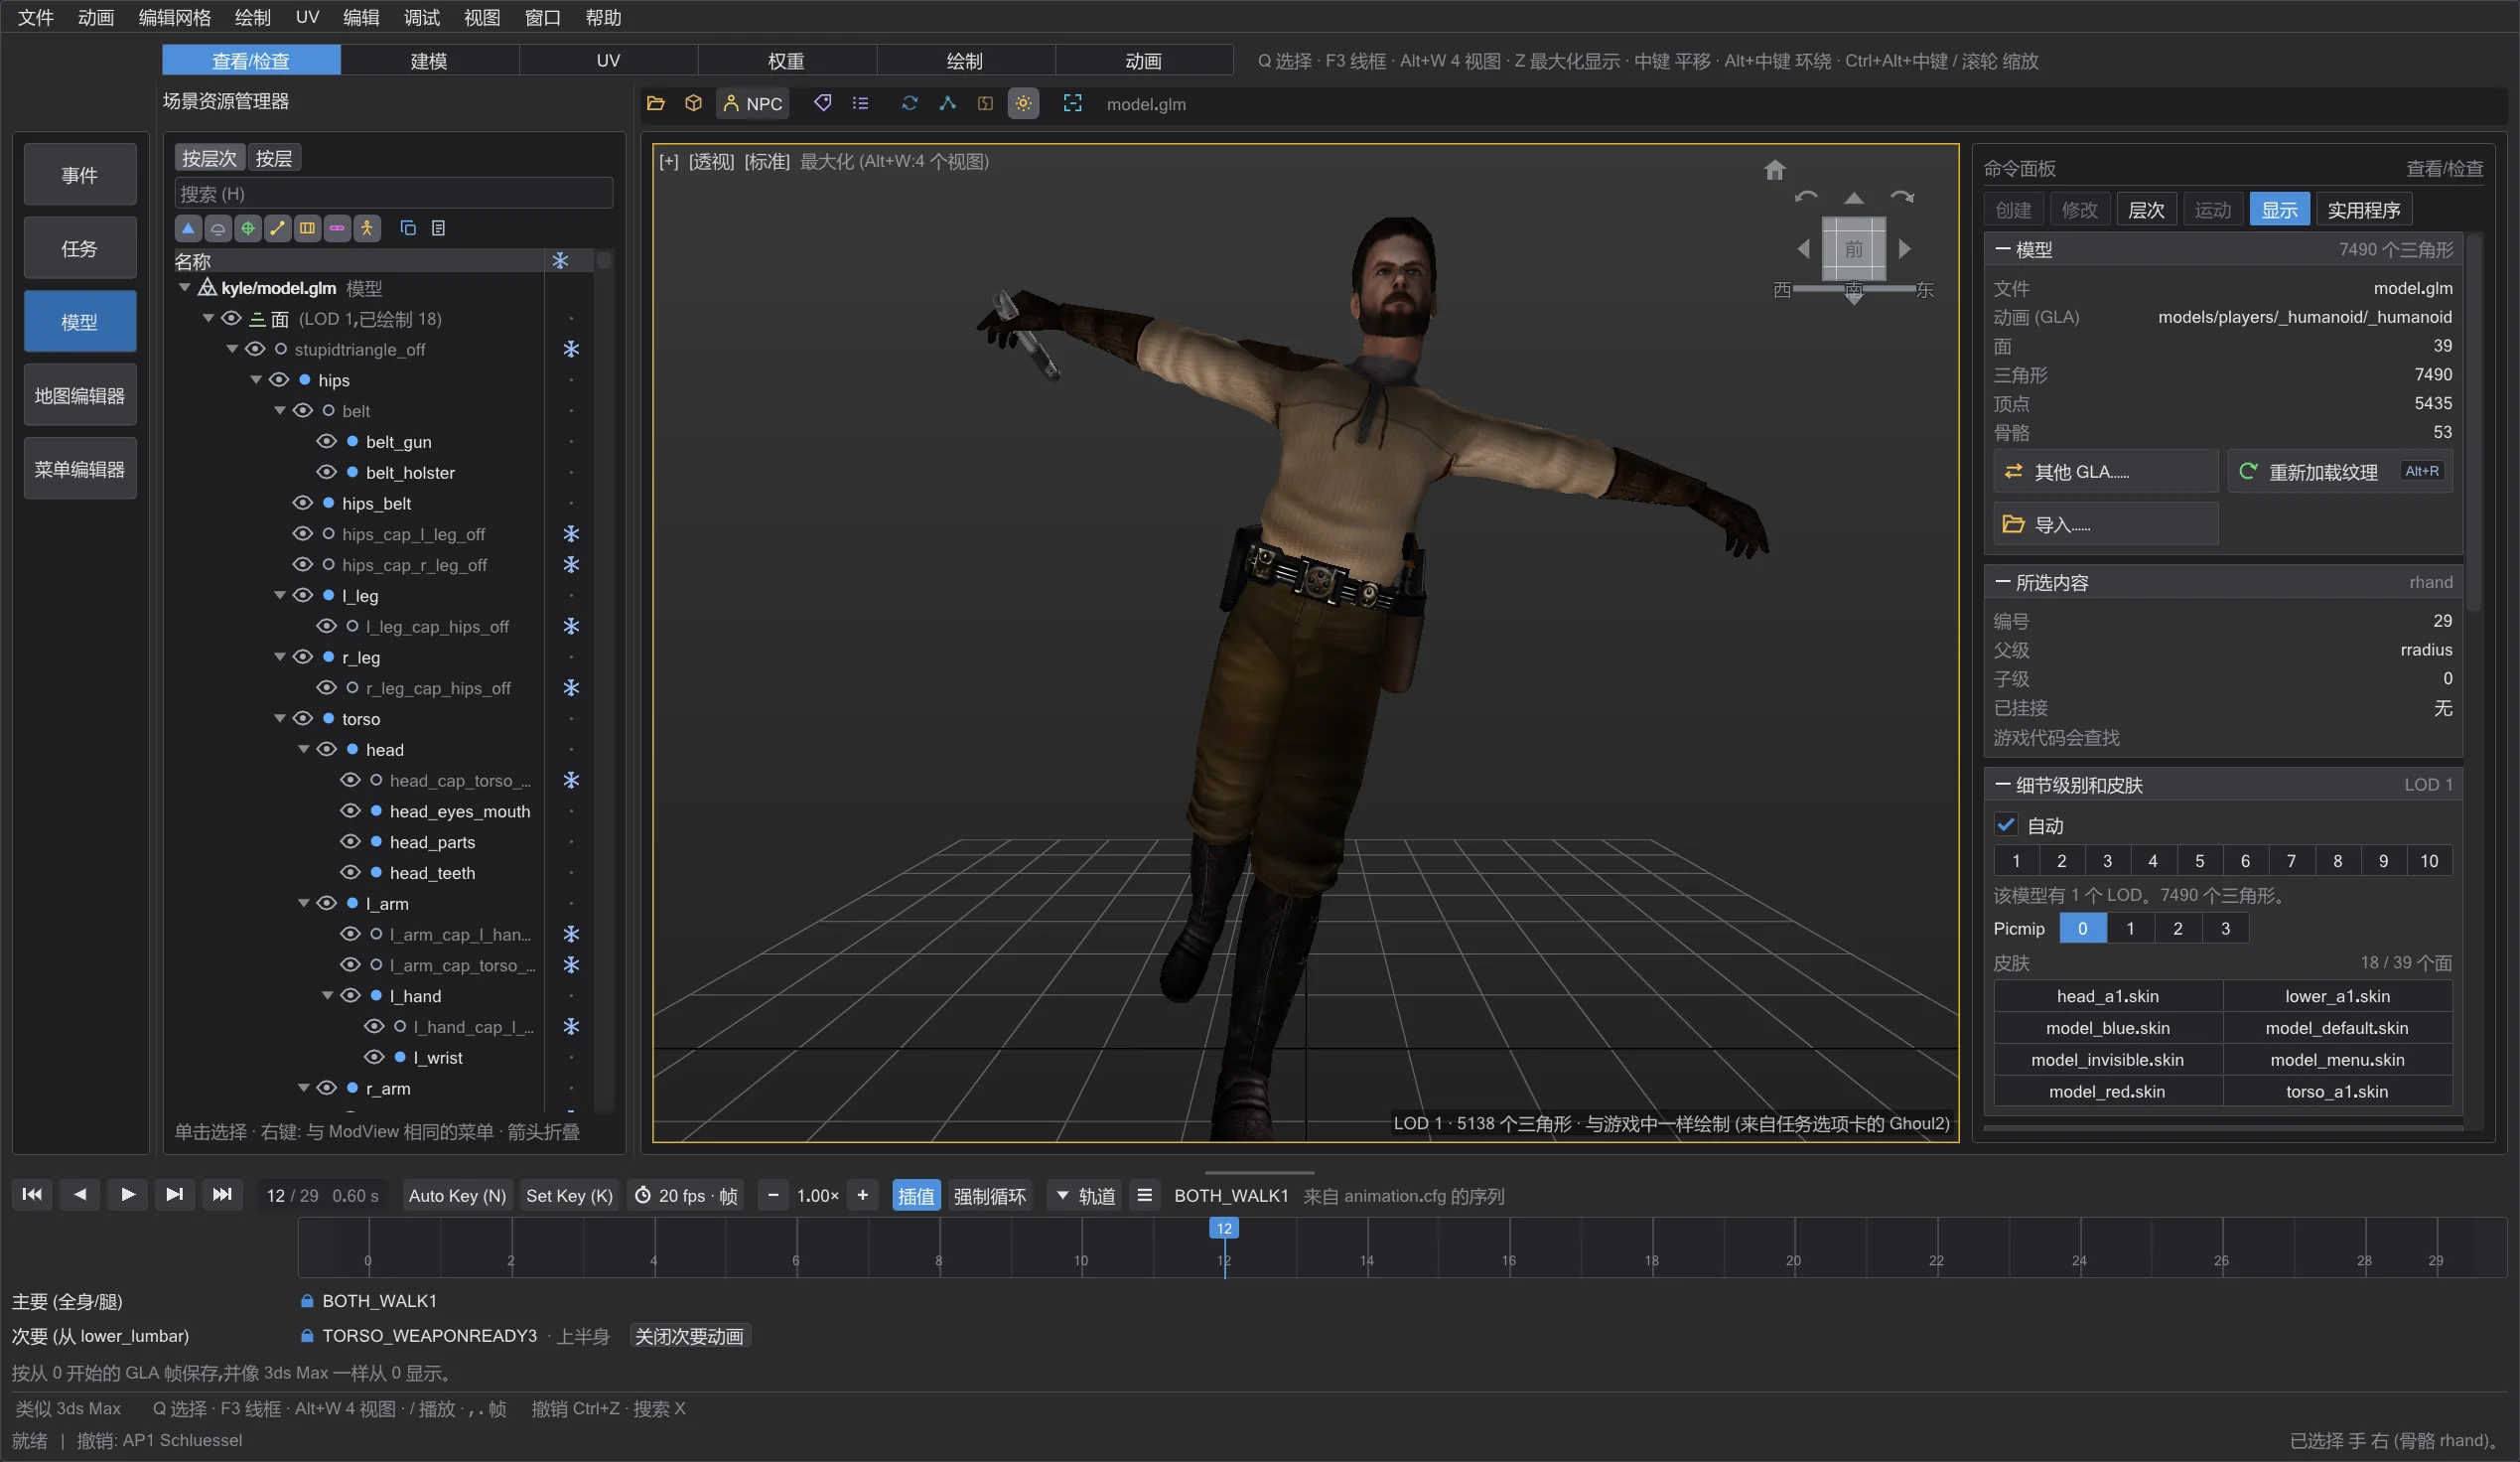 文件 动画 编辑网格 绘制 UV 编辑 调试 视图 窗口 帮助
查看/检查 建模 UV 权重 绘制 动画 Q 选择 · F3 线框 · Alt+W 4 视图 · Z 最大化显示 · 中键 平移 · Alt+中键 环绕 · Ctrl+Alt+中键 / 滚轮 缩放
场景资源管理器
NPC model.glm
事件
任务
模型
地图编辑器
菜单编辑器
按层次 按层
搜索 (H)
名称
kyle/model.glm 模型
面 (LOD 1,已绘制 18)
stupidtriangle_off
hips
belt
belt_gun
belt_holster
hips_belt
hips_cap_l_leg_off
hips_cap_r_leg_off
l_leg
l_leg_cap_hips_off
r_leg
r_leg_cap_hips_off
torso
head
head_cap_torso_...
head_eyes_mouth
head_parts
head_teeth
l_arm
l_arm_cap_l_han...
l_arm_cap_torso_...
l_hand
l_hand_cap_l_...
l_wrist
r_arm
单击选择 · 右键: 与 ModView 相同的菜单 · 箭头折叠
[+] [透视] [标准] 最大化 (Alt+W:4 个视图)
前
西 南 东
LOD 1 · 5138 个三角形 · 与游戏中一样绘制 (来自任务选项卡的 Ghoul2)
命令面板 查看/检查
创建 修改 层次 运动 显示 实用程序
模型 7490 个三角形
文件 model.glm
动画 (GLA) models/players/_humanoid/_humanoid
面 39
三角形 7490
顶点 5435
骨骼 53
其他 GLA...... 重新加载纹理 Alt+R
导入......
所选内容 rhand
编号 29
父级 rradius
子级 0
已挂接 无
游戏代码会查找
细节级别和皮肤 LOD 1
自动
1 2 3 4 5 6 7 8 9 10
该模型有 1 个 LOD。7490 个三角形。
Picmip 0 1 2 3
皮肤 18 / 39 个面
head_a1.skin lower_a1.skin
model_blue.skin model_default.skin
model_invisible.skin model_menu.skin
model_red.skin torso_a1.skin
12 / 29 0.60 s Auto Key (N) Set Key (K) 20 fps · 帧 − 1.00× + 插值 强制循环 轨道 BOTH_WALK1 来自 animation.cfg 的序列
12
0 2 4 6 8 10 12 14 16 18 20 22 24 26 28 29
主要 (全身/腿) BOTH_WALK1
次要 (从 lower_lumbar) TORSO_WEAPONREADY3 · 上半身 关闭次要动画
按从 0 开始的 GLA 帧保存,并像 3ds Max 一样从 0 显示。
类似 3ds Max Q 选择 · F3 线框 · Alt+W 4 视图 · / 播放 · , . 帧 撤销 Ctrl+Z · 搜索 X
就绪 | 撤销: AP1 Schluessel
已选择 手 右 (骨骼 rhand)。